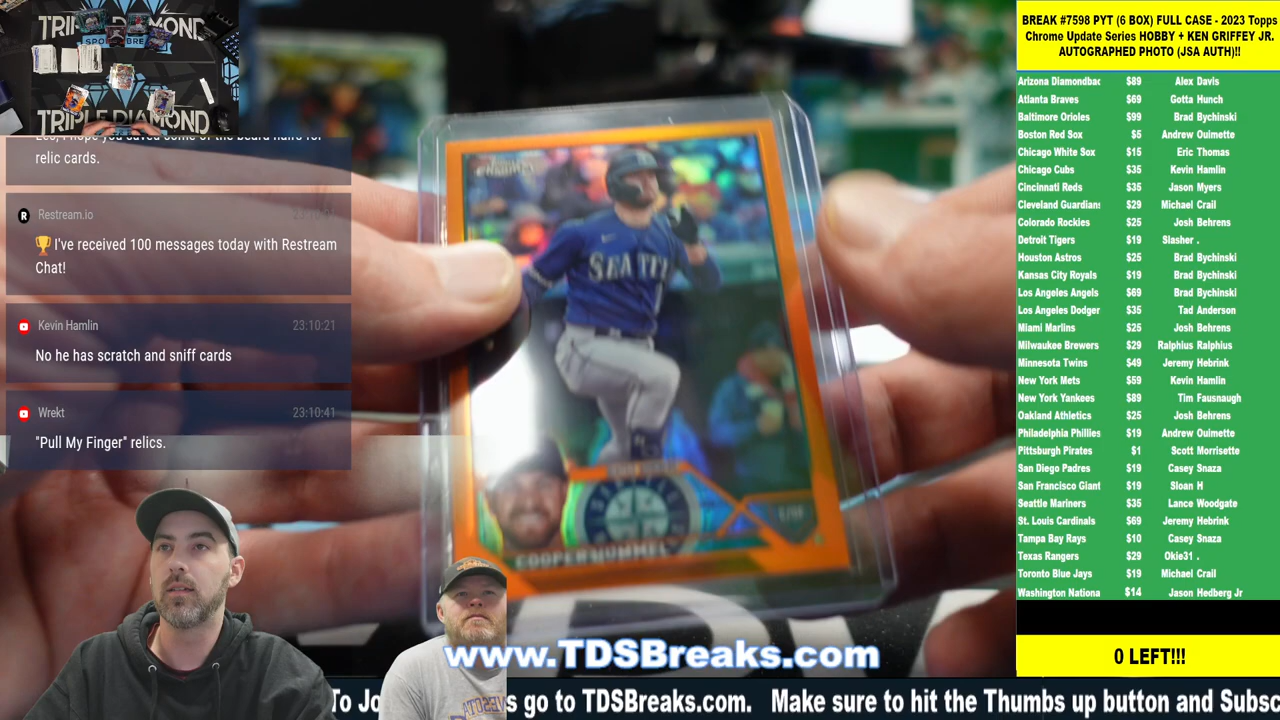 TRIPLE DIAMOND
TRIPLE DIAMOND
relic cards.
Restream.io
🏆 I've received 100 messages today with Restream
Chat!
Kevin Hamlin 23:10:21
No he has scratch and sniff cards
Wrekt 23:10:41
"Pull My Finger" relics.
SEATTL
COOPER HUMMEL
www.TDSBreaks.com
To Jo s go to TDSBreaks.com. Make sure to hit the Thumbs up button and Subsc
BREAK #7598 PYT (6 BOX) FULL CASE - 2023 Topps
Chrome Update Series HOBBY + KEN GRIFFEY JR.
AUTOGRAPHED PHOTO (JSA AUTH)!!
Arizona Diamondbac $89 Alex Davis
Atlanta Braves $69 Gotta Hunch
Baltimore Orioles $99 Brad Bychinski
Boston Red Sox $5 Andrew Oulmette
Chicago White Sox $15 Eric Thomas
Chicago Cubs $35 Kevin Hamlin
Cincinnati Reds $35 Jason Myers
Cleveland Guardians $29 Michael Crail
Colorado Rockies $25 Josh Behrens
Detroit Tigers $19 Slasher .
Houston Astros $25 Brad Bychinski
Kansas City Royals $19 Brad Bychinski
Los Angeles Angels $69 Brad Bychinski
Los Angeles Dodger $35 Tad Anderson
Miami Marlins $25 Josh Behrens
Milwaukee Brewers $29 Ralphius Ralphius
Minnesota Twins $49 Jeremy Hebrink
New York Mets $59 Kevin Hamlin
New York Yankees $89 Tim Fausnaugh
Oakland Athletics $25 Josh Behrens
Philadelphia Phillies $19 Andrew Oulmette
Pittsburgh Pirates $1 Scott Morrisette
San Diego Padres $19 Casey Snaza
San Francisco Giant $19 Sloan H
Seattle Mariners $35 Lance Woodgate
St. Louis Cardinals $69 Jeremy Hebrink
Tampa Bay Rays $10 Casey Snaza
Texas Rangers $29 Okie31 .
Toronto Blue Jays $19 Michael Crail
Washington Nationa $14 Jason Hedberg Jr
0 LEFT!!!